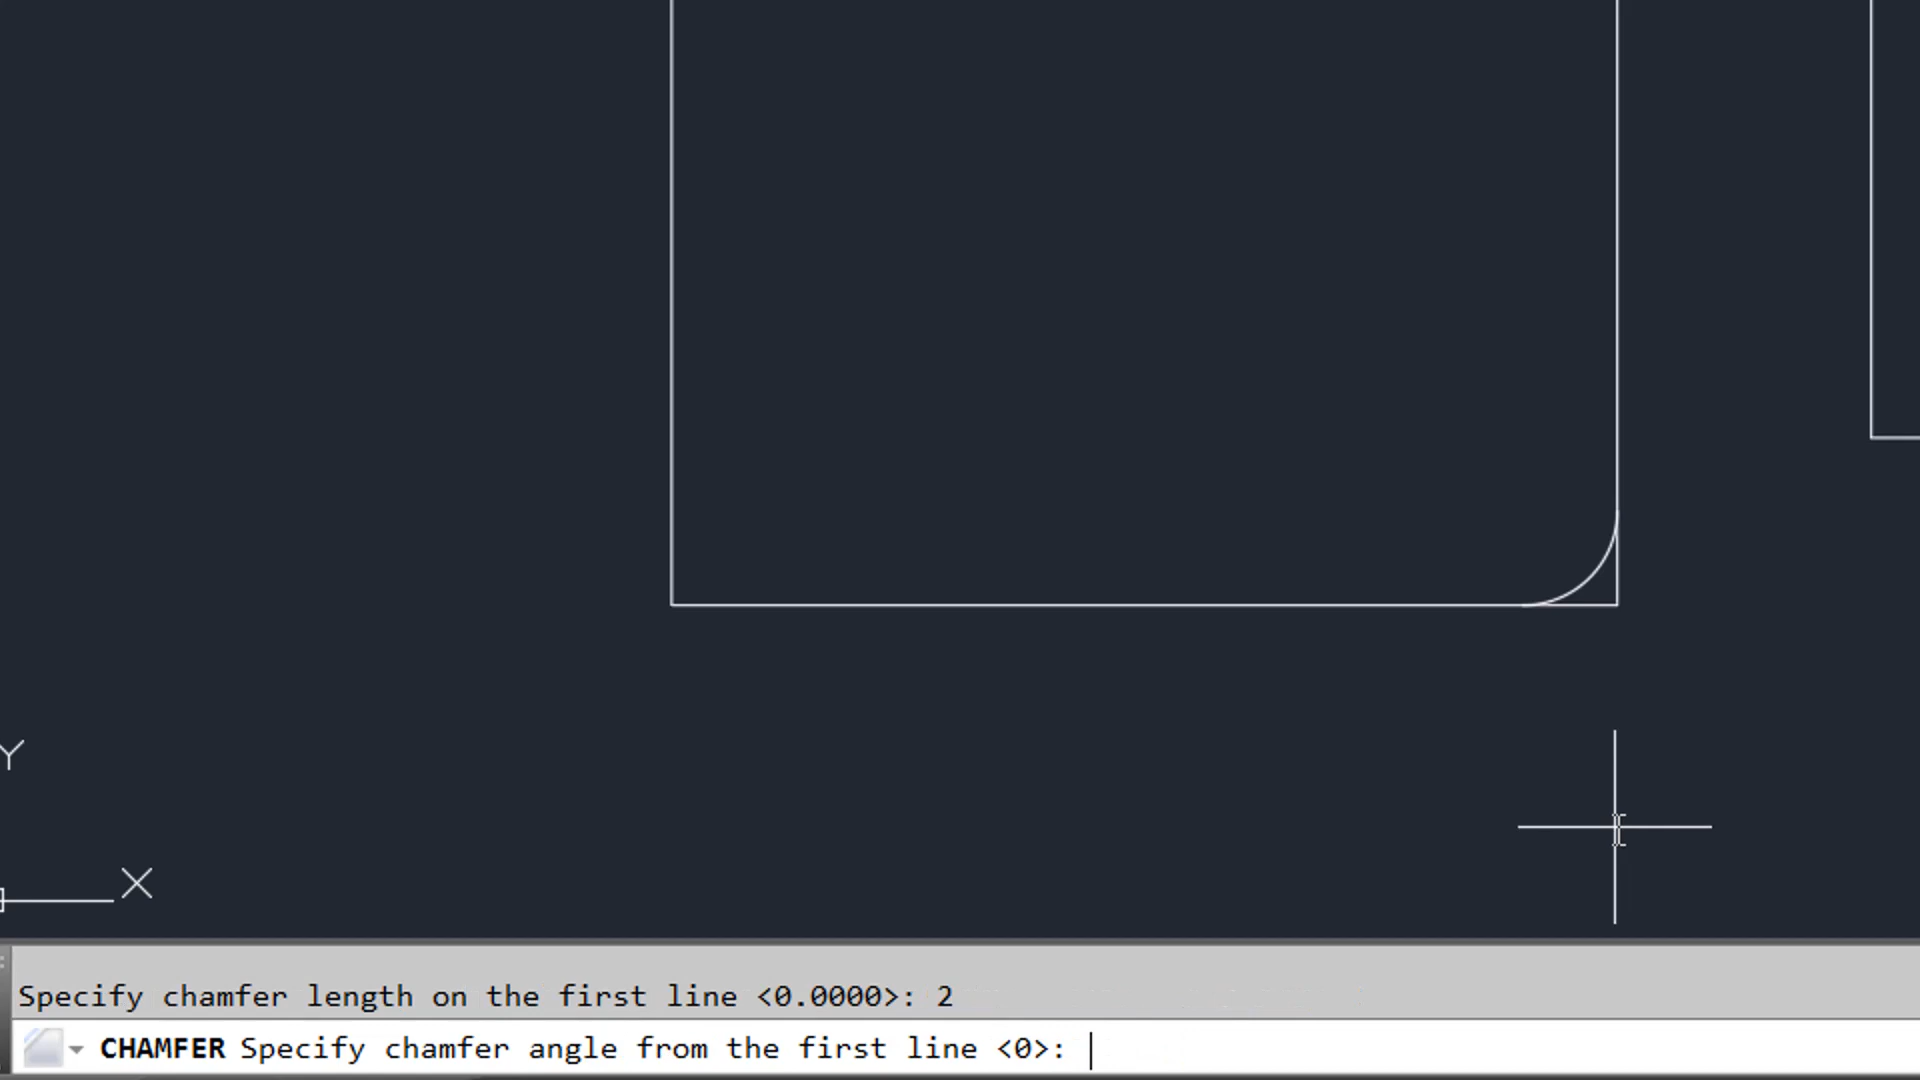 Y
X
Specify chamfer length on the first line <0.0000>: 2
CHAMFER Specify chamfer angle from the first line <0>: